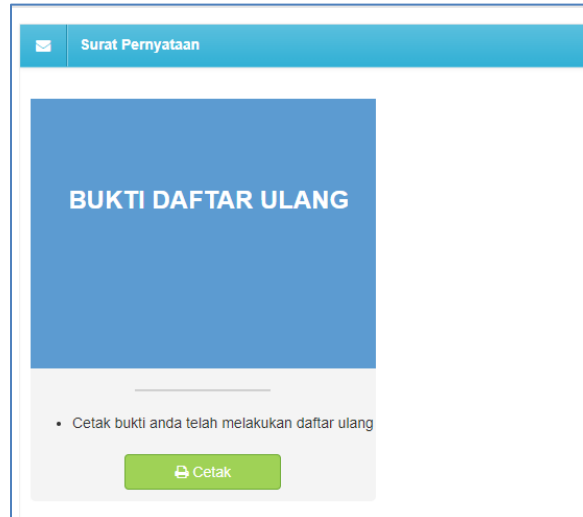 Surat Pernyataan
BUKTI DAFTAR ULANG
Cetak bukti anda telah melakukan daftar ulang
Cetak